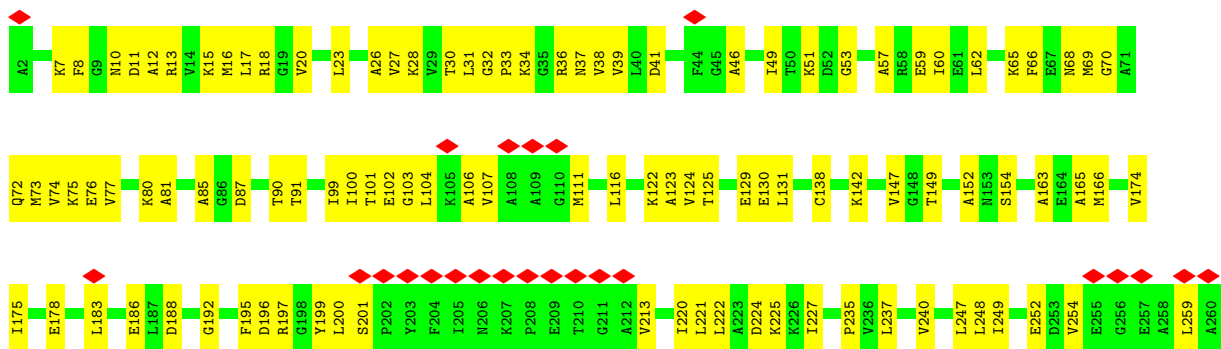 A2 K7 F8 G9 N10 D11 A12 R13 V14 K15 M16 L17 R18 G19 V20 L23 A26 V27 K28 V29 T30 L31 G32 P33 K34 G35 R36 N37 V38 V39 L40 D41 F44 G45 A46 I49 T50 K51 D52 G53 A57 R58 E59 I60 E61 L62 K65 F66 E67 N68 M69 G70 A71
Q72 M73 V74 K75 E76 V77 K80 A81 A85 G86 D87 T90 T91 I99 I100 T101 E102 G103 L104 K105 A106 V107 A108 A109 G110 M111 L116 K122 A123 V124 T125 E129 E130 L131 C138 K142 V147 G148 T149 A152 N153 S154 A163 E164 A165 M166 V174
I175 E178 L183 E186 L187 D188 G192 F195 D196 R197 G198 Y199 L200 S201 P202 Y203 F204 I205 N206 K207 P208 E209 T210 G211 A212 V213 I220 L221 L222 A223 D224 K225 K226 I227 P235 V236 L237 V240 L247 L248 I249 E252 D253 V254 E255 G256 E257 A258 L259 A260